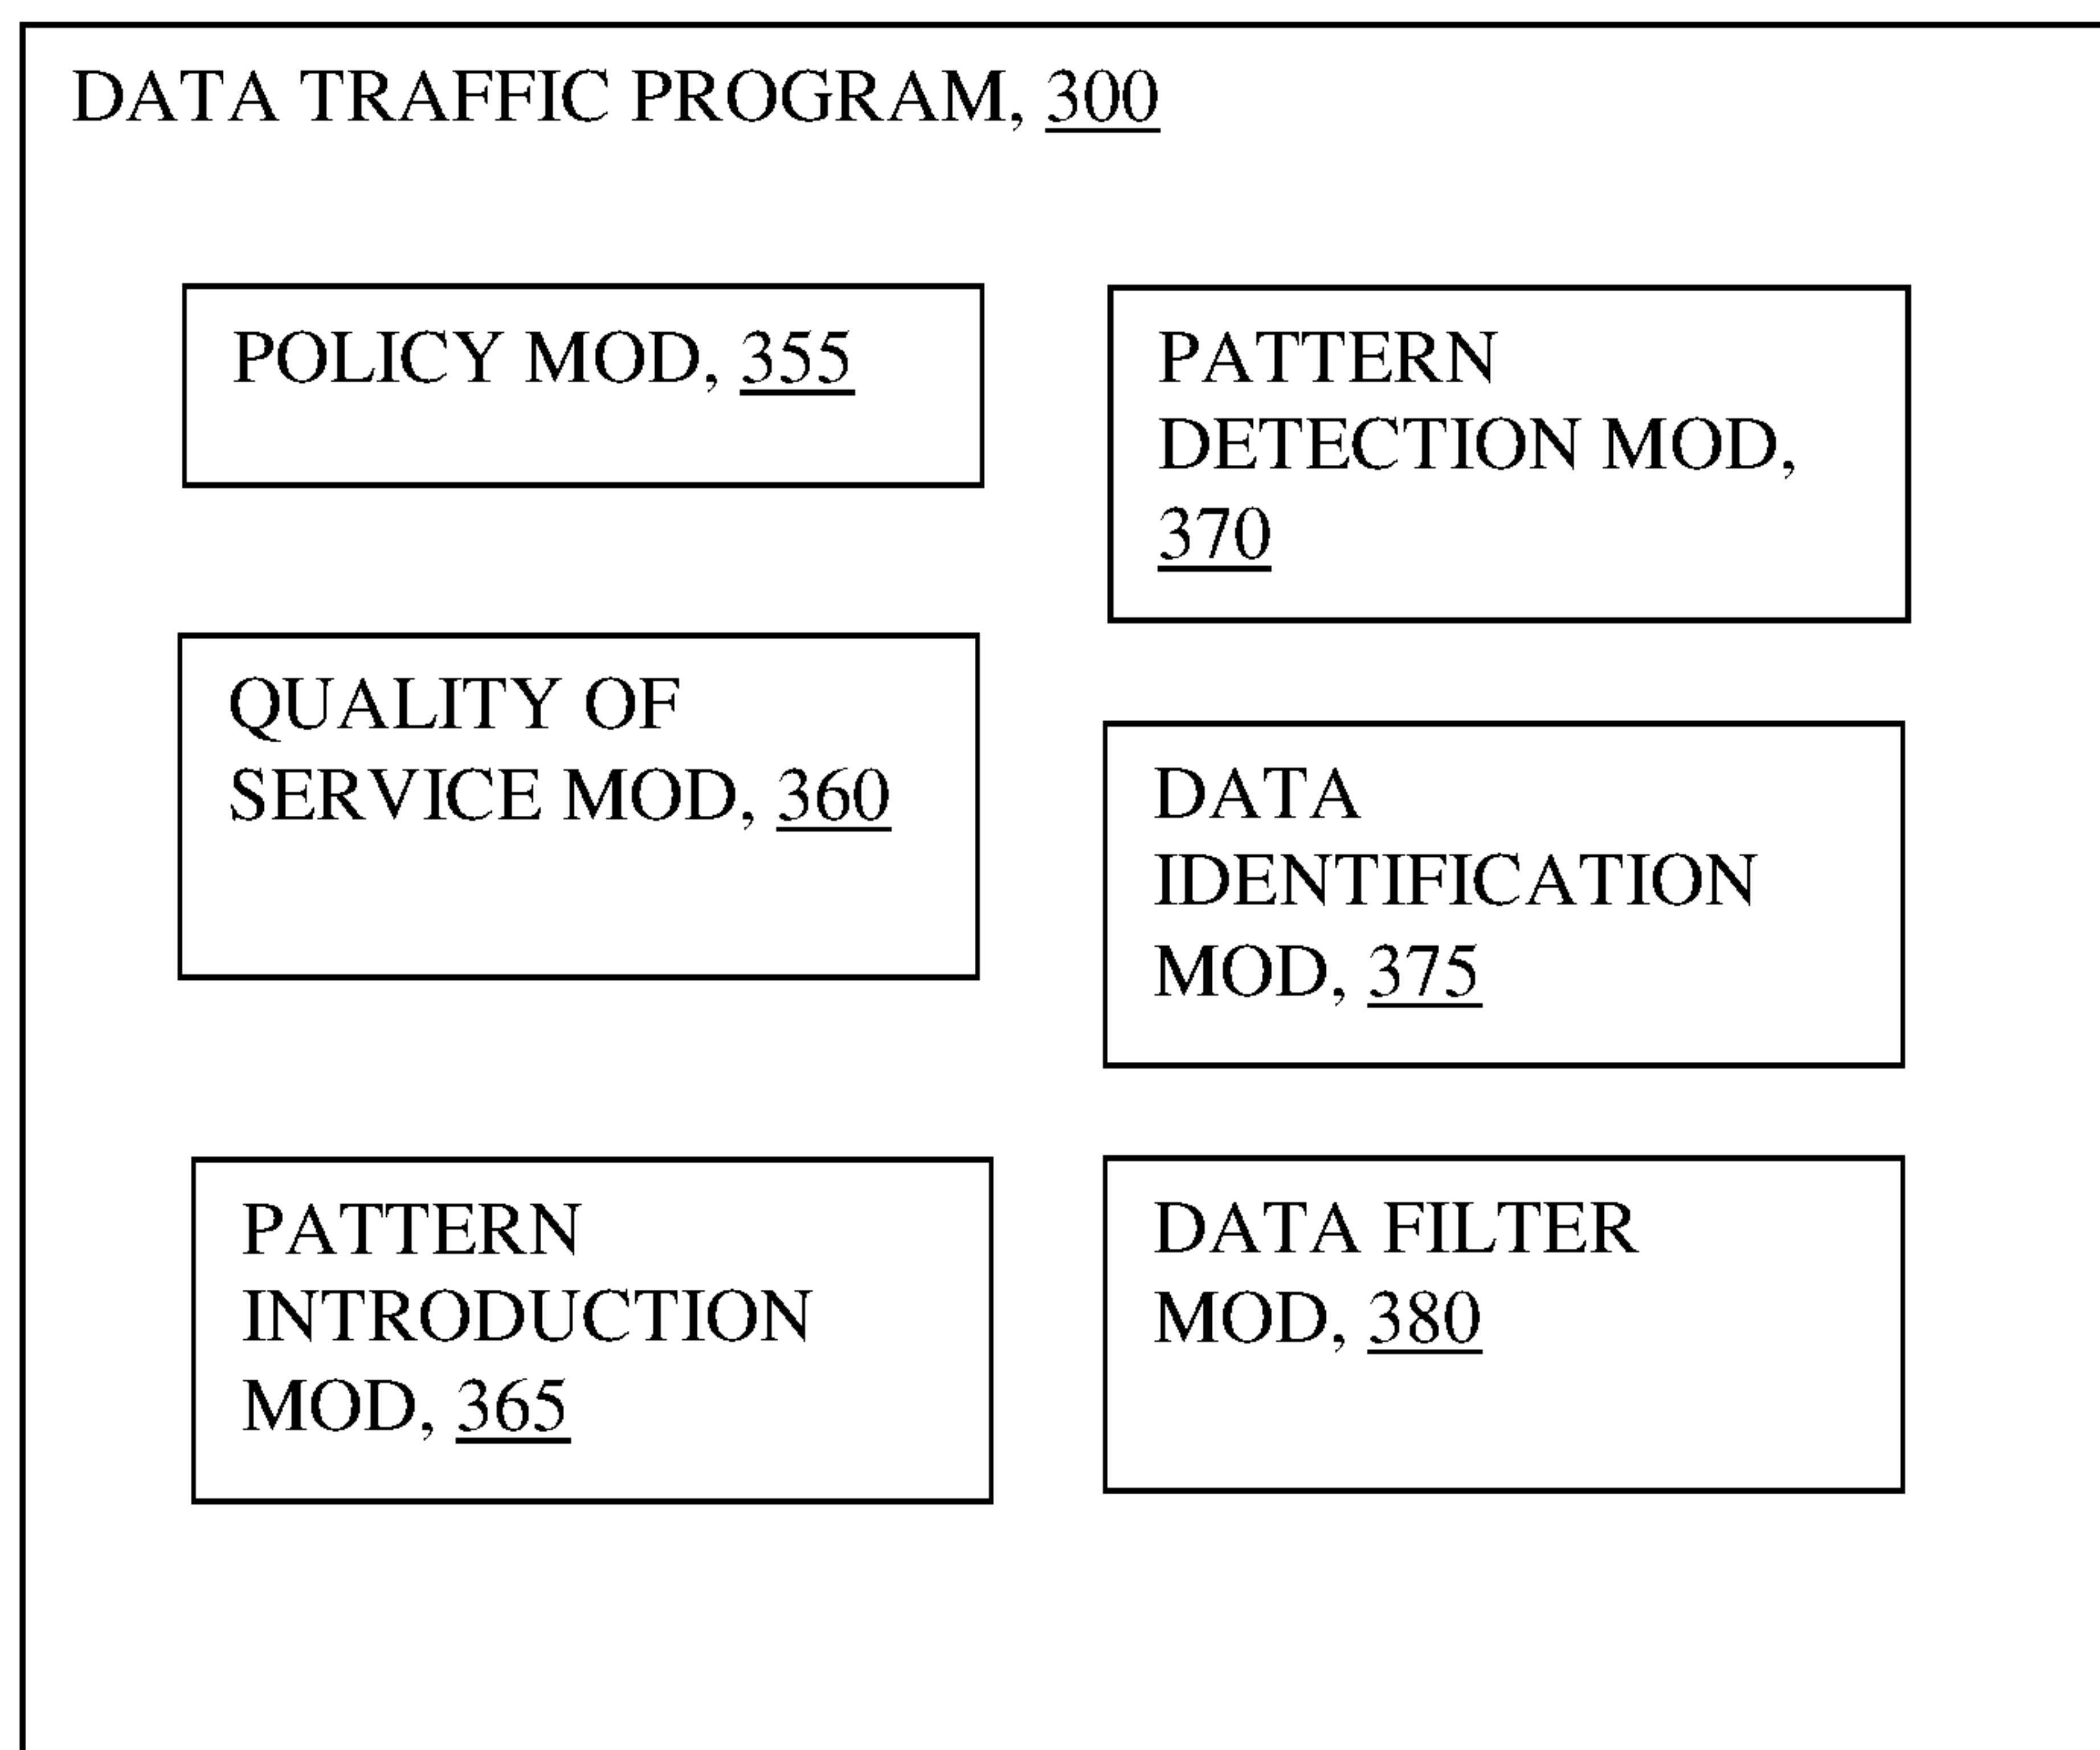 DATA TRAFFIC PROGRAM, 300
POLICY MOD, 355
QUALITY OF
SERVICE MOD, 360
PATTERN
INTRODUCTION
MOD, 365
PATTERN
DETECTION MOD,
370
DATA
IDENTIFICATION
MOD, 375
DATA FILTER
MOD, 380